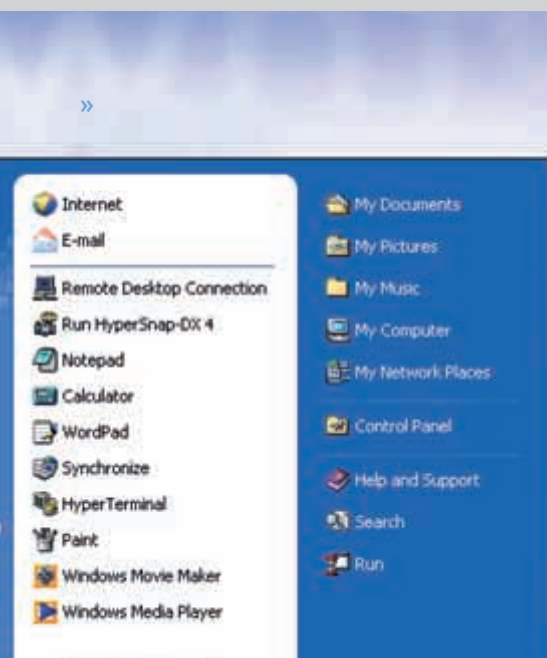 »
Internet
E-mail
Remote Desktop Connection
Run HyperSnap-DX 4
Notepad
Calculator
WordPad
Synchronize
HyperTerminal
Paint
Windows Movie Maker
Windows Media Player
My Documents
My Pictures
My Music
My Computer
My Network Places
Control Panel
Help and Support
Search
Run